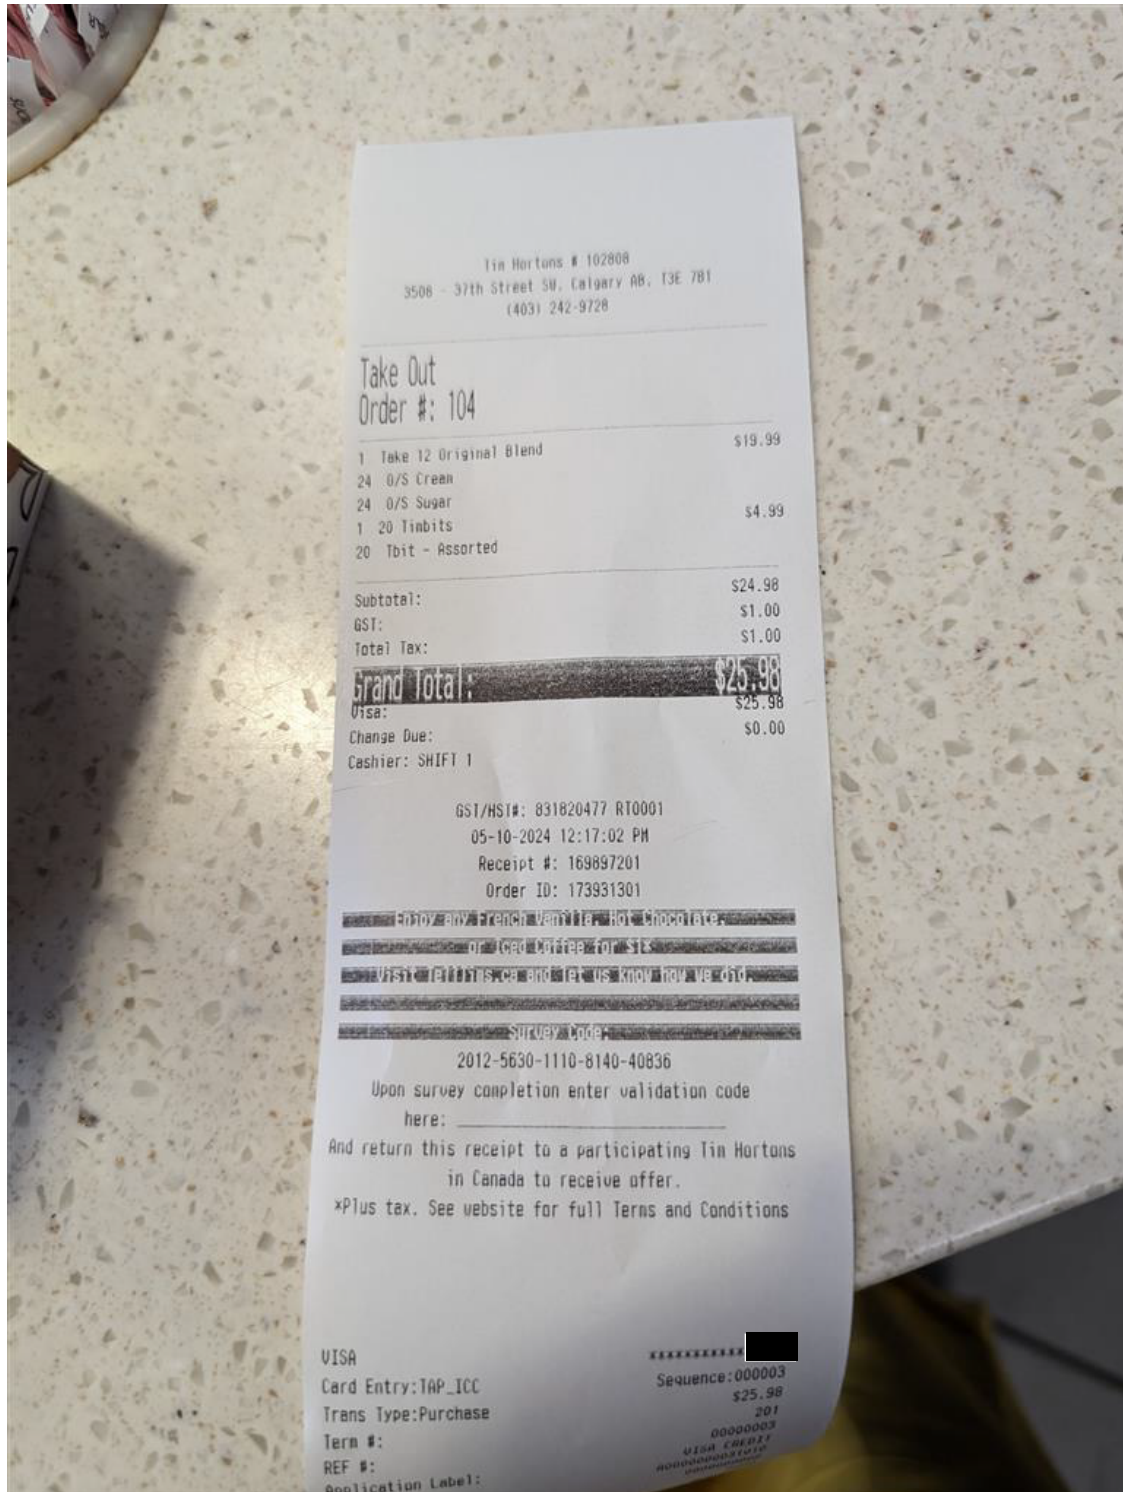 Tim Hortons # 102808
3508 - 37th Street SW, Calgary AB, T3E 7B1
(403) 242-9728
Take Out
Order #: 104
1 Take 12 Original Blend $19.99
24 O/S Cream
24 O/S Sugar
1 20 Timbits $4.99
20 Tbit - Assorted
Subtotal: $24.98
GST: $1.00
Total Tax: $1.00
Grand Total: $25.98
Visa: $25.98
Change Due: $0.00
Cashier: SHIFT 1
GST/HST#: 831820477 RT0001
05-10-2024 12:17:02 PM
Receipt #: 169897201
Order ID: 173931301
Enjoy any French Vanilla, Hot Chocolate,
or Iced Coffee for $1*
Visit TellTims.ca and let us know how we did.
Survey Code:
2012-5630-1110-8140-40836
Upon survey completion enter validation code
here:
And return this receipt to a participating Tim Hortons
in Canada to receive offer.
*Plus tax. See website for full Terms and Conditions
VISA xxxxxxxxxxxx
Card Entry:TAP_ICC Sequence:000003
Trans Type:Purchase $25.98
Term #: 201
REF #: 00000003
Application Label: VISA CREDIT